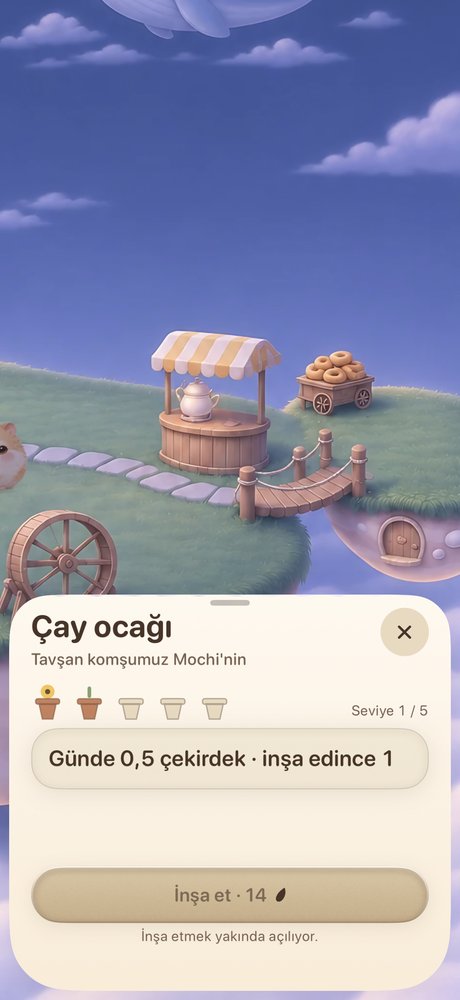 Çay ocağı
Tavşan komşumuz Mochi'nin
Seviye 1 / 5
Günde 0,5 çekirdek · inşa edince 1
İnşa et · 14
İnşa etmek yakında açılıyor.